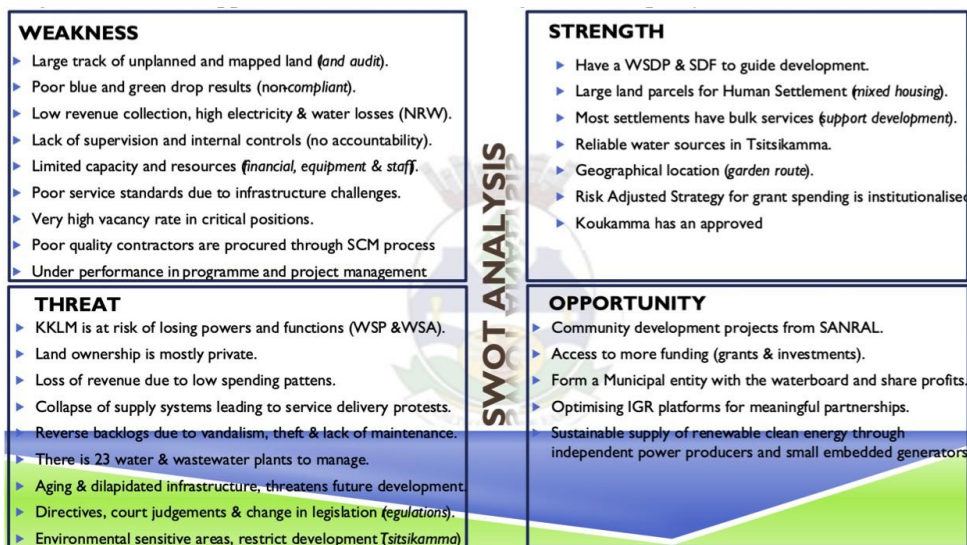 WEAKNESS
Large track of unplanned and mapped land (land audit).
Poor blue and green drop results (non-compliant).
Low revenue collection, high electricity & water losses (NRW).
Lack of supervision and internal controls (no accountability).
Limited capacity and resources (financial, equipment & staff).
Poor service standards due to infrastructure challenges.
Very high vacancy rate in critical positions.
Poor quality contractors are procured through SCM process
Under performance in programme and project management
STRENGTH
Have a WSDP & SDF to guide development.
Large land parcels for Human Settlement (mixed housing).
Most settlements have bulk services (support development).
Reliable water sources in Tsitsikamma.
Geographical location (garden route).
Risk Adjusted Strategy for grant spending is institutionalised
Koukamma has an approved
SWOT ANALYSIS
THREAT
KKLM is at risk of losing powers and functions (WSP &WSA).
Land ownership is mostly private.
Loss of revenue due to low spending pattens.
Collapse of supply systems leading to service delivery protests.
Reverse backlogs due to vandalism, theft & lack of maintenance.
There is 23 water & wastewater plants to manage.
Aging & dilapidated infrastructure, threatens future development.
Directives, court judgements & change in legislation (regulations).
Environmental sensitive areas, restrict development Tsitsikamma)
OPPORTUNITY
Community development projects from SANRAL.
Access to more funding (grants & investments).
Form a Municipal entity with the waterboard and share profits.
Optimising IGR platforms for meaningful partnerships.
Sustainable supply of renewable clean energy through
independent power producers and small embedded generators